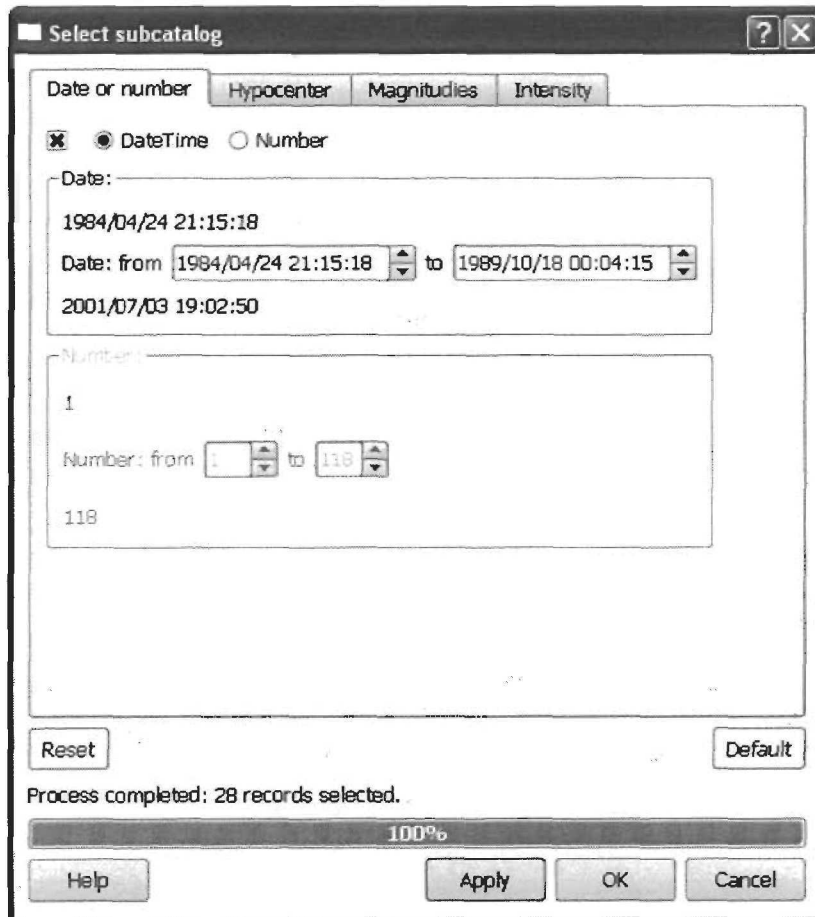 Select subcatalog
Date or number Hypocenter Magnitudies Intensity
DateTime Number
Date:
1984/04/24 21:15:18
Date: from 1984/04/24 21:15:18 to 1989/10/18 00:04:15
2001/07/03 19:02:50
Number:
1
Number: from 1 to 118
118
Reset Default
Process completed: 28 records selected.
100%
Help Apply OK Cancel